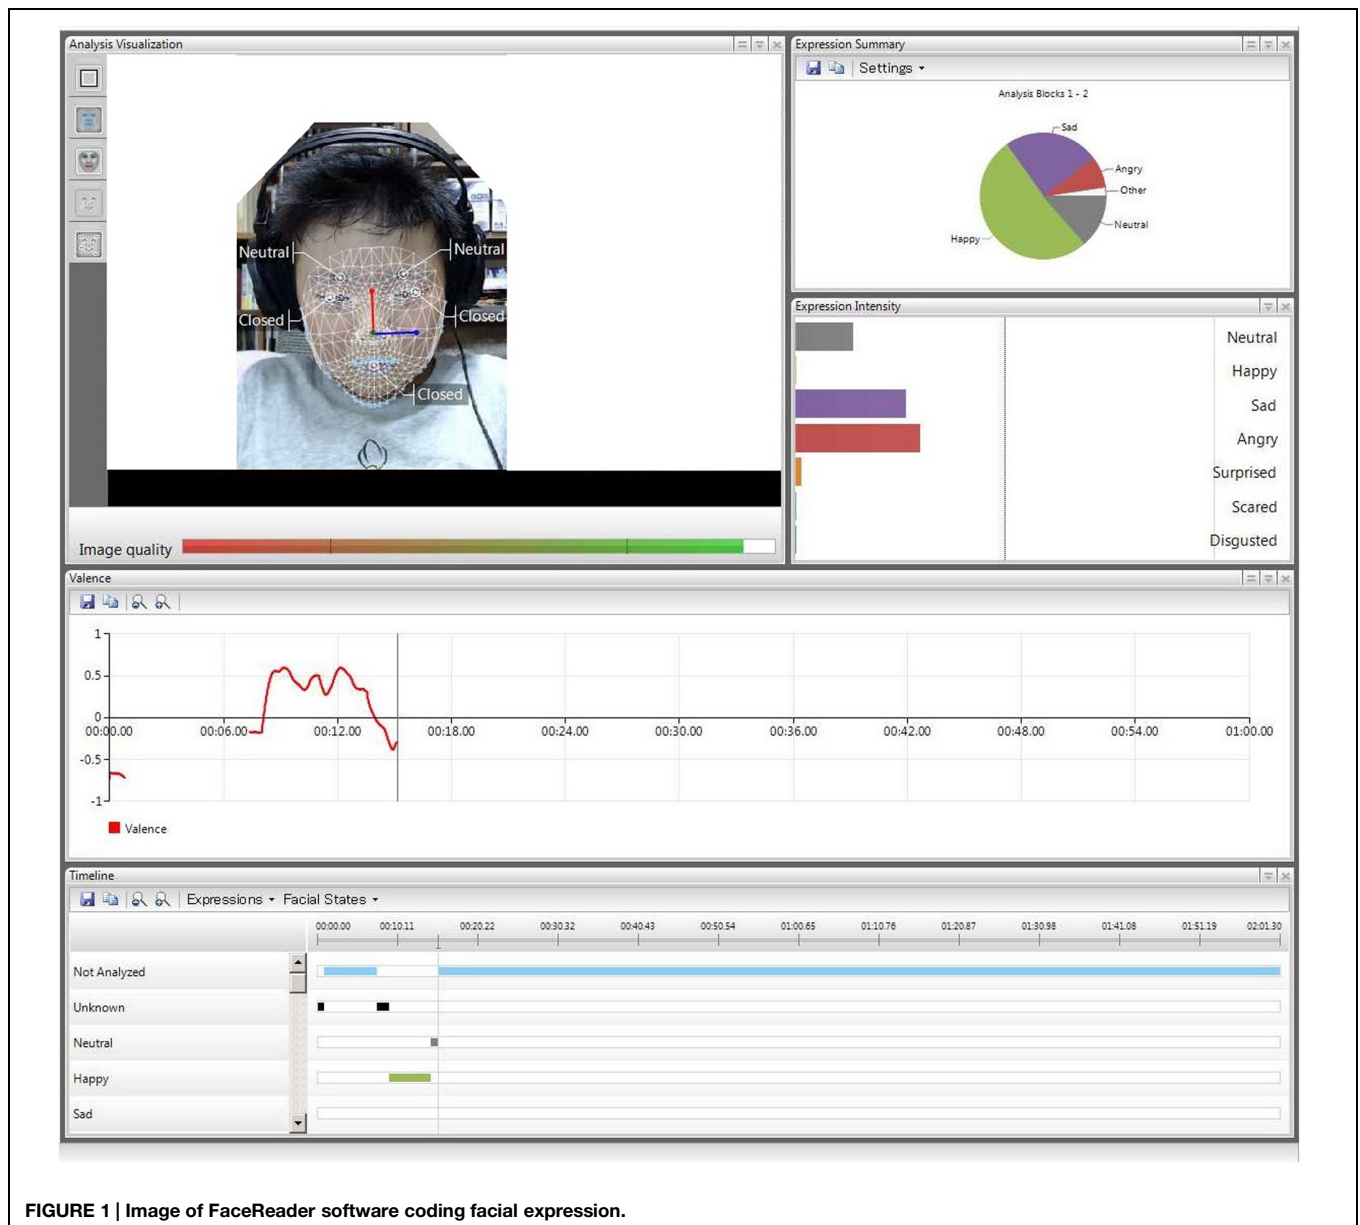 Analysis Visualization
Neutral
Neutral
Closed
Closed
Closed
Image quality
Expression Summary
Settings
Analysis Blocks 1 - 2
Sad
Angry
Other
Neutral
Happy
Expression Intensity
Neutral
Happy
Sad
Angry
Surprised
Scared
Disgusted
Valence
1
0.5
0
00:00.00 00:06.00 00:12.00 00:18.00 00:24.00 00:30.00 00:36.00 00:42.00 00:48.00 00:54.00 01:00.00
-0.5
-1
Valence
Timeline
Expressions Facial States
00:00.00 00:10.11 00:20.22 00:30.32 00:40.43 00:50.54 01:00.65 01:10.76 01:20.87 01:30.98 01:41.08 01:51.19 02:01.30
Not Analyzed
Unknown
Neutral
Happy
Sad
FIGURE 1 | Image of FaceReader software coding facial expression.